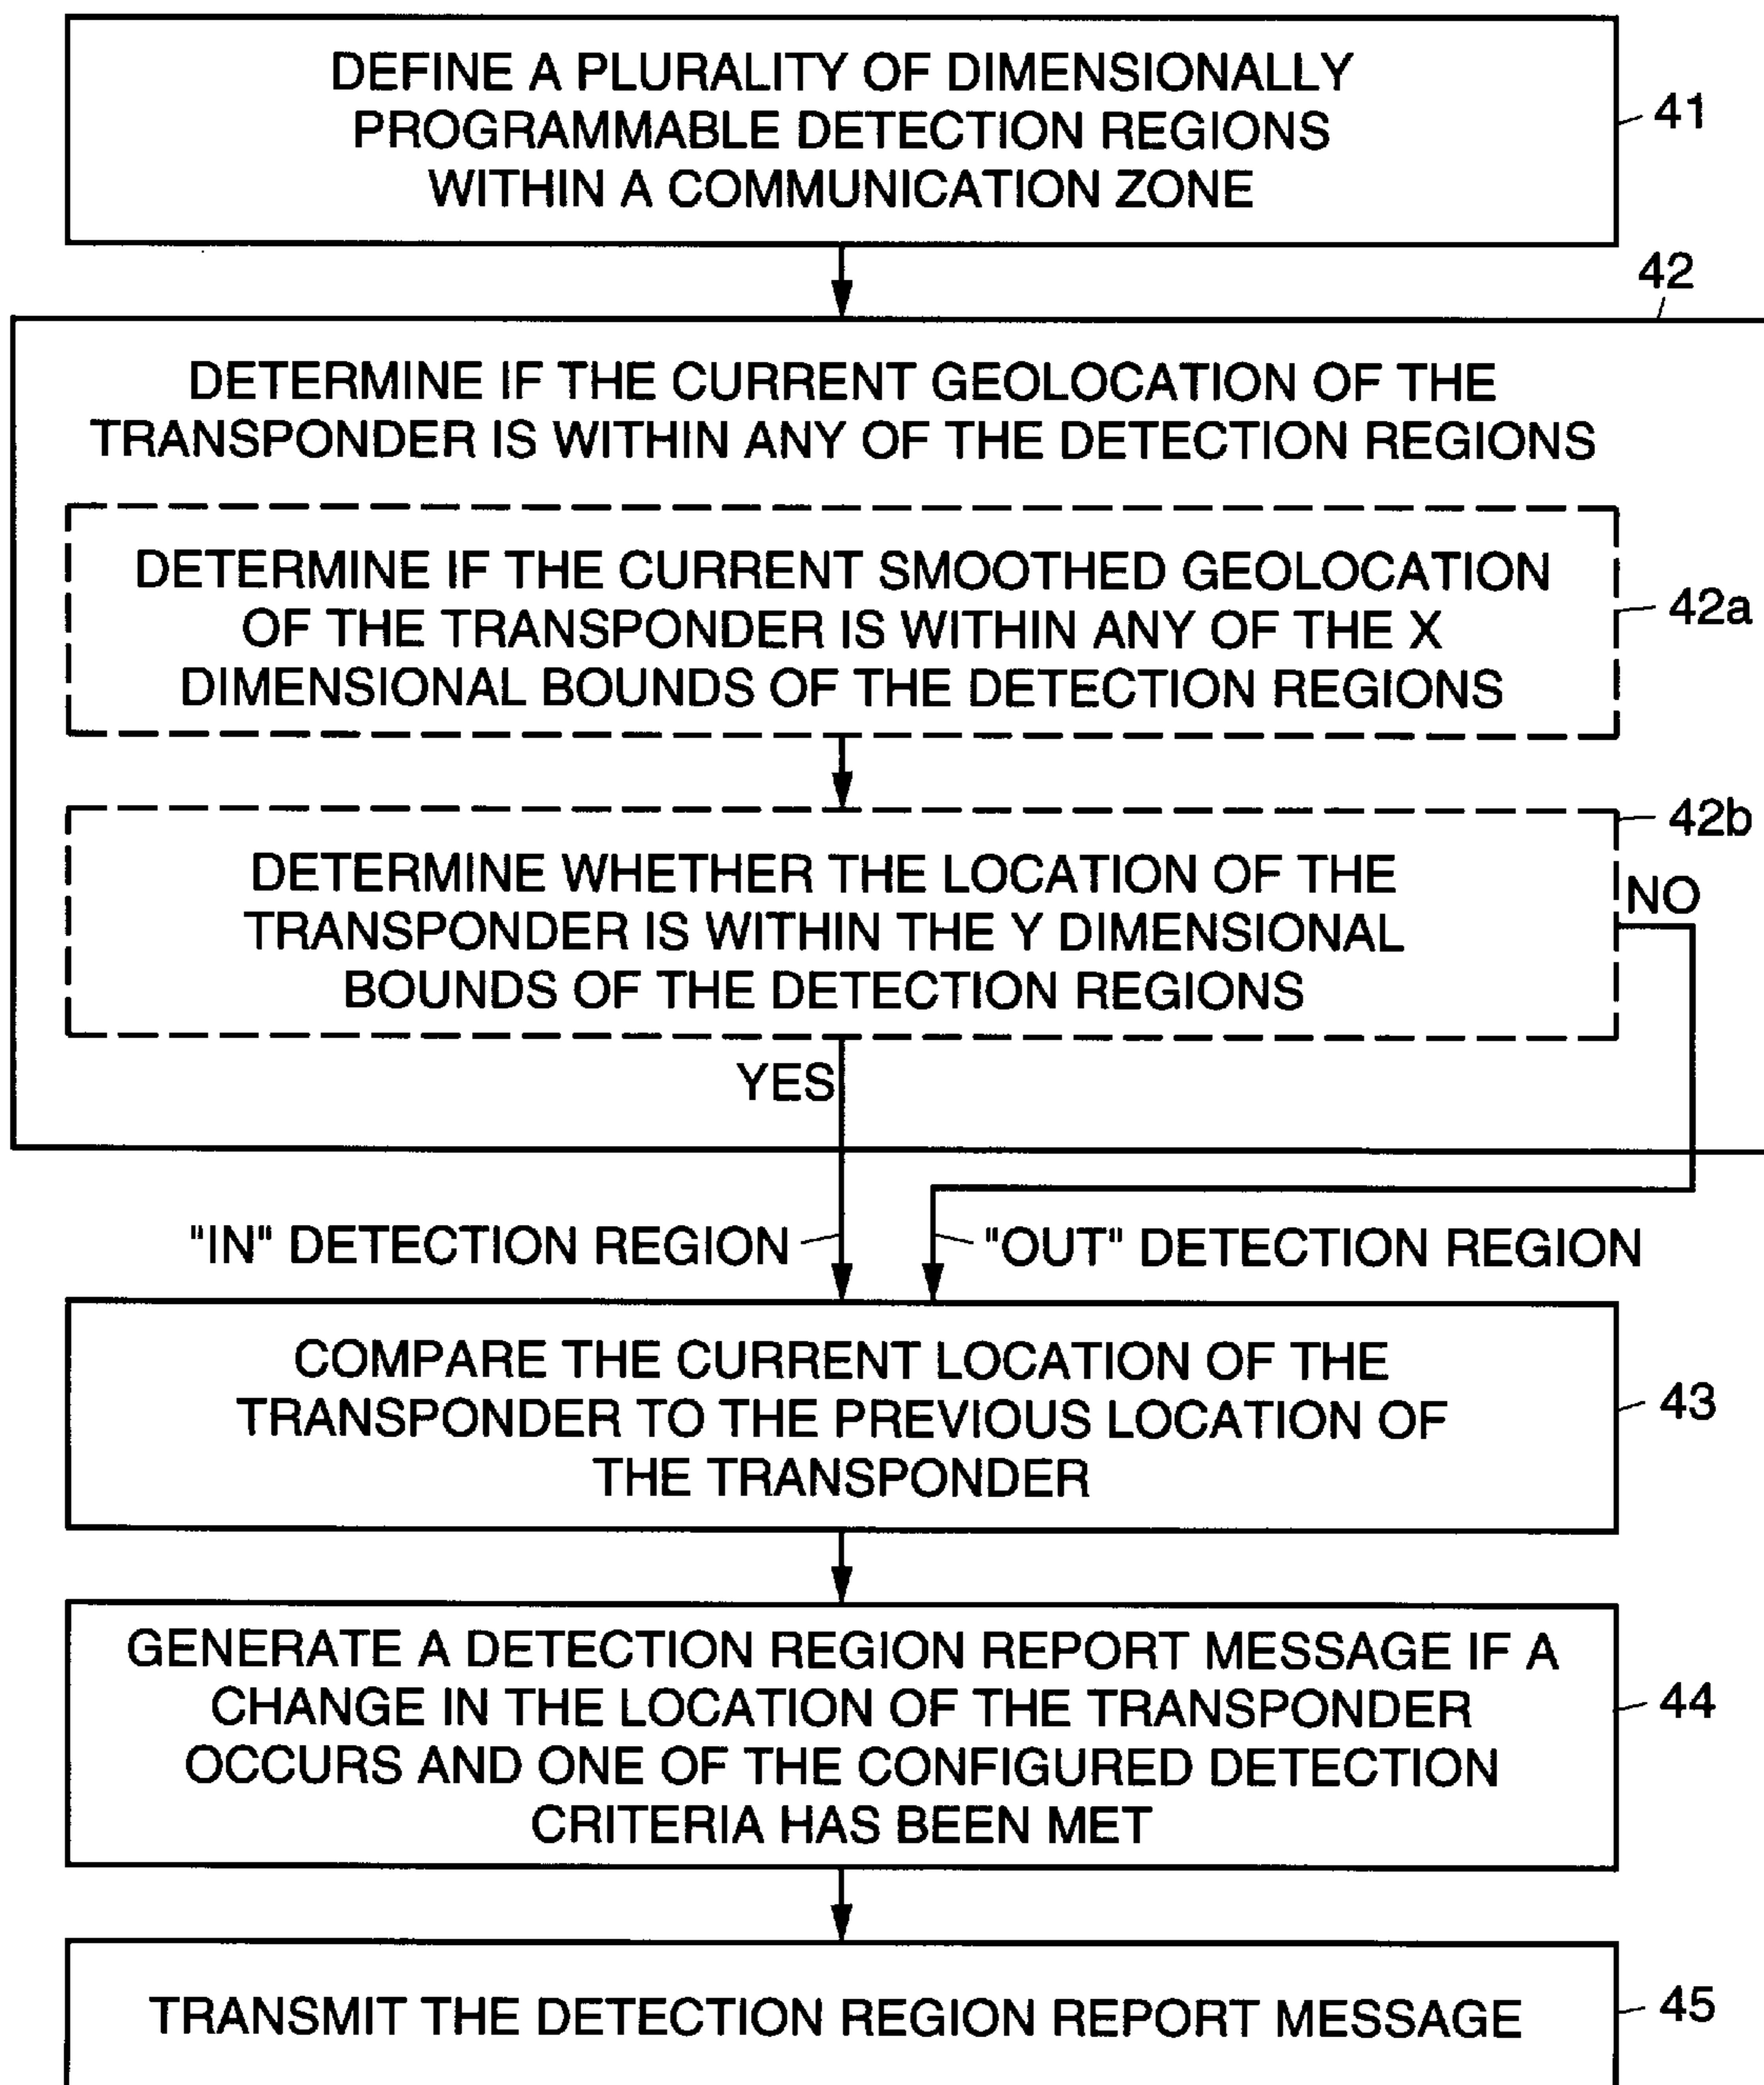 DEFINE A PLURALITY OF DIMENSIONALLY
PROGRAMMABLE DETECTION REGIONS
WITHIN A COMMUNICATION ZONE
41
42
DETERMINE IF THE CURRENT GEOLOCATION OF THE
TRANSPONDER IS WITHIN ANY OF THE DETECTION REGIONS
DETERMINE IF THE CURRENT SMOOTHED GEOLOCATION
OF THE TRANSPONDER IS WITHIN ANY OF THE X
DIMENSIONAL BOUNDS OF THE DETECTION REGIONS
42a
42b
DETERMINE WHETHER THE LOCATION OF THE
TRANSPONDER IS WITHIN THE Y DIMENSIONAL
BOUNDS OF THE DETECTION REGIONS
NO
YES
"IN" DETECTION REGION
"OUT" DETECTION REGION
COMPARE THE CURRENT LOCATION OF THE
TRANSPONDER TO THE PREVIOUS LOCATION OF
THE TRANSPONDER
43
GENERATE A DETECTION REGION REPORT MESSAGE IF A
CHANGE IN THE LOCATION OF THE TRANSPONDER
OCCURS AND ONE OF THE CONFIGURED DETECTION
CRITERIA HAS BEEN MET
44
TRANSMIT THE DETECTION REGION REPORT MESSAGE
45